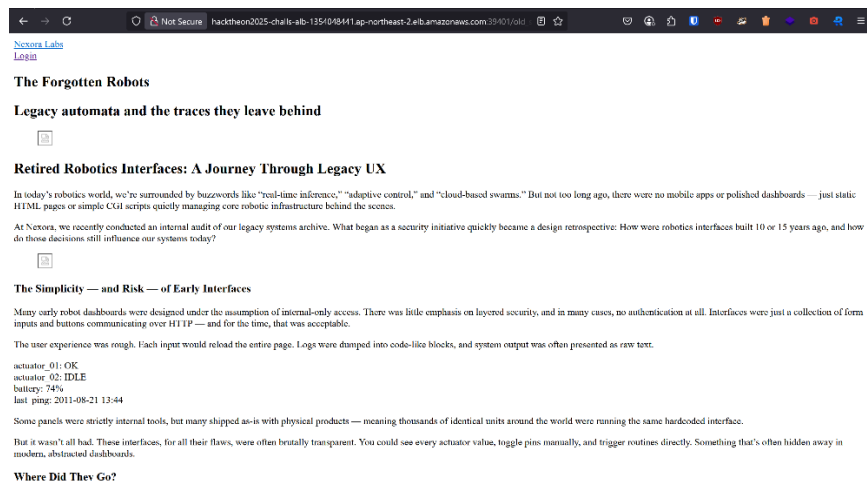 Not Secure hacktheon2025-challs-alb-1354048441.ap-northeast-2.elb.amazonaws.com:39401/old
Nexora Labs
Login
The Forgotten Robots
Legacy automata and the traces they leave behind
Retired Robotics Interfaces: A Journey Through Legacy UX
In today's robotics world, we're surrounded by buzzwords like “real-time inference,” “adaptive control,” and “cloud-based swarms.” But not too long ago, there were no mobile apps or polished dashboards — just static
HTML pages or simple CGI scripts quietly managing core robotic infrastructure behind the scenes.
At Nexora, we recently conducted an internal audit of our legacy systems archive. What began as a security initiative quickly became a design retrospective: How were robotics interfaces built 10 or 15 years ago, and how
do those decisions still influence our systems today?
The Simplicity — and Risk — of Early Interfaces
Many early robot dashboards were designed under the assumption of internal-only access. There was little emphasis on layered security, and in many cases, no authentication at all. Interfaces were just a collection of form
inputs and buttons communicating over HTTP — and for the time, that was acceptable.
The user experience was rough. Each input would reload the entire page. Logs were dumped into code-like blocks, and system output was often presented as raw text.
actuator_01: OK
actuator_02: IDLE
battery: 74%
last_ping: 2011-08-21 13:44
Some panels were strictly internal tools, but many shipped as-is with physical products — meaning thousands of identical units around the world were running the same hardcoded interface.
But it wasn't all bad. These interfaces, for all their flaws, were often brutally transparent. You could see every actuator value, toggle pins manually, and trigger routines directly. Something that's often hidden away in
modern, abstracted dashboards.
Where Did They Go?